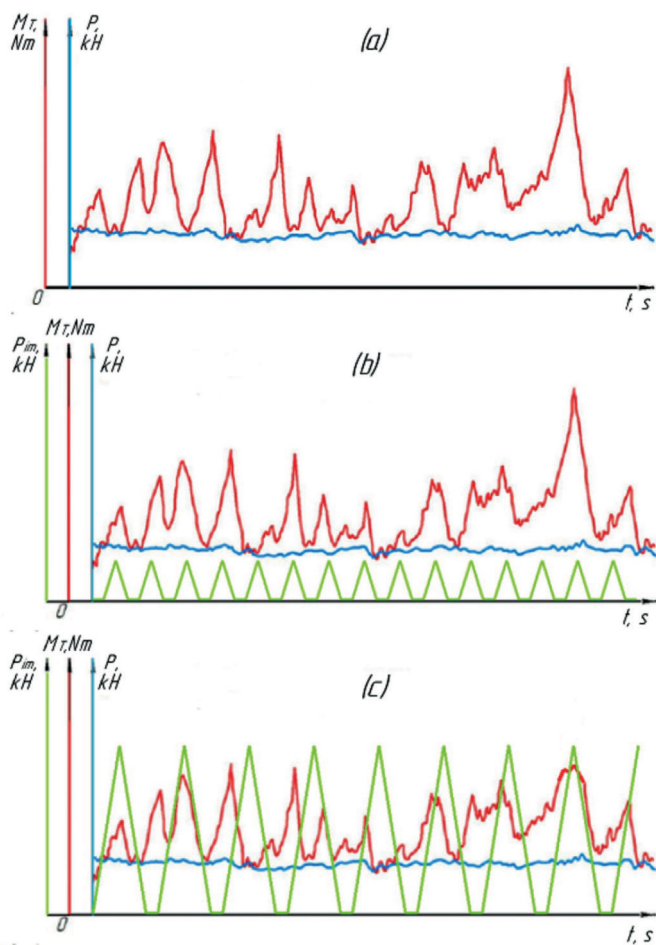 Mт, P, (a)
Nm kH
0
t, s
Mт,Nm
Pim, P, (b)
kH kH
0
t, s
Mт,Nm
Pim, P, (c)
kH kH
0
t, s